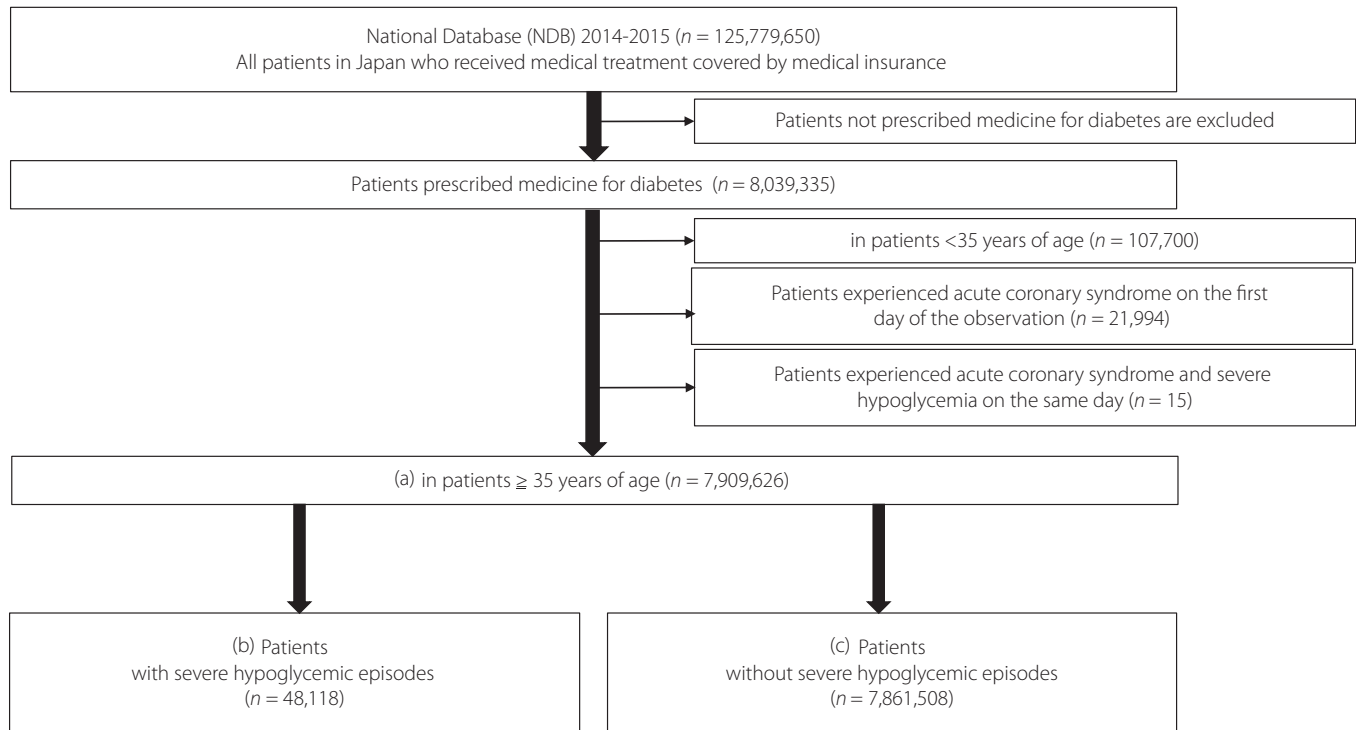 National Database (NDB) 2014-2015 (n = 125,779,650)
All patients in Japan who received medical treatment covered by medical insurance
Patients not prescribed medicine for diabetes are excluded
Patients prescribed medicine for diabetes (n = 8,039,335)
in patients <35 years of age (n = 107,700)
Patients experienced acute coronary syndrome on the first
day of the observation (n = 21,994)
Patients experienced acute coronary syndrome and severe
hypoglycemia on the same day (n = 15)
(a) in patients ≧ 35 years of age (n = 7,909,626)
(b) Patients
with severe hypoglycemic episodes
(n = 48,118)
(c) Patients
without severe hypoglycemic episodes
(n = 7,861,508)